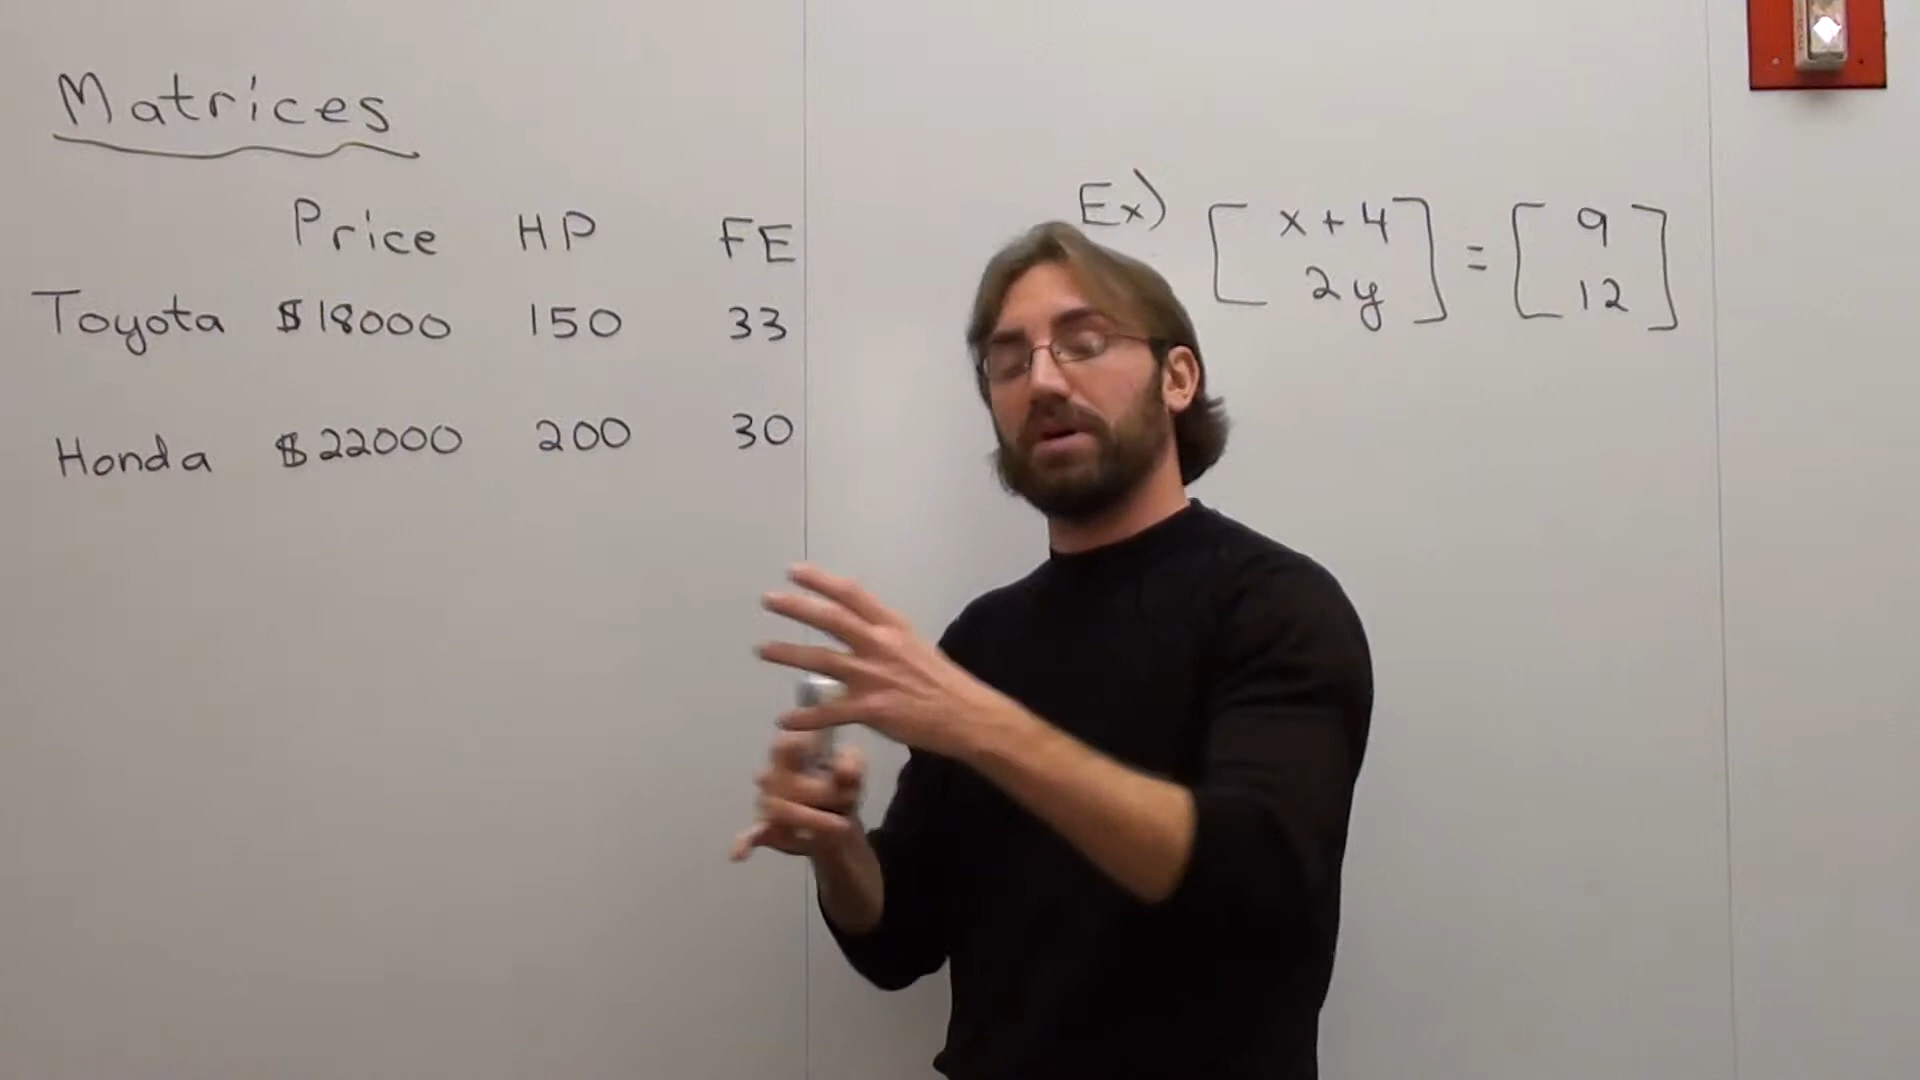 Matrices
Price HP FE
Toyota $18000 150 33
Honda $22000 200 30
Ex) [x+4] = [9]
[2y] [12]